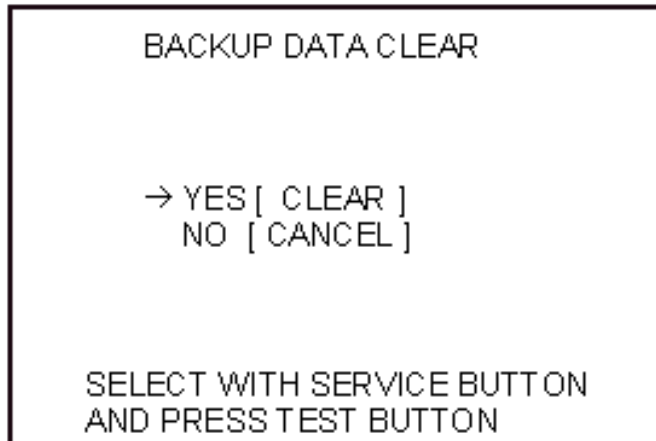 BACKUP DATA CLEAR
→ YES [ CLEAR ]
NO [ CANCEL ]
SELECT WITH SERVICE BUTTON
AND PRESS TEST BUTTON